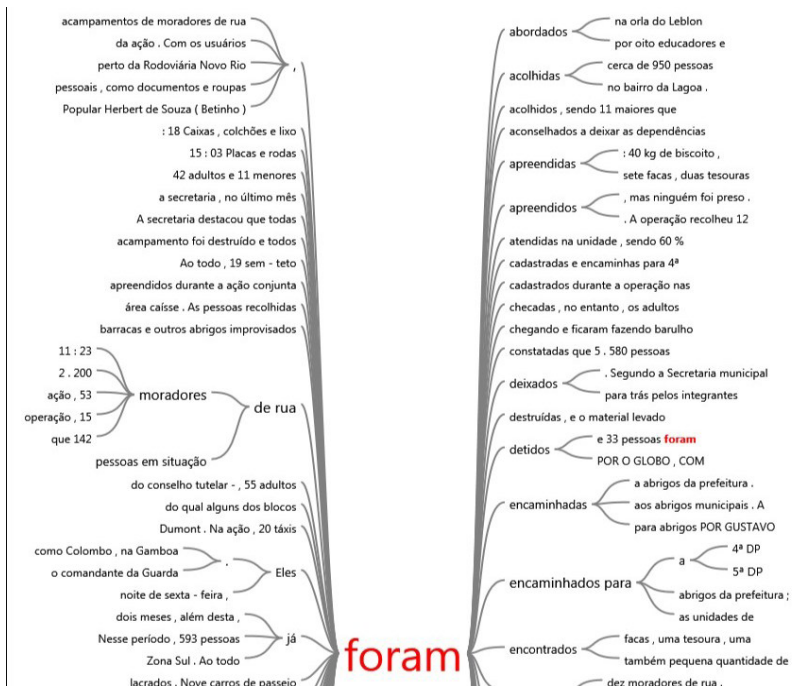 acampamentos de moradores de rua
da ação . Com os usuários
perto da Rodoviária Novo Rio
pessoais , como documentos e roupas
Popular Herbert de Souza ( Betinho )
,
: 18 Caixas , colchões e lixo
15 : 03 Placas e rodas
42 adultos e 11 menores
a secretaria , no último mês
A secretaria destacou que todas
acampamento foi destruído e todos
Ao todo , 19 sem - teto
apreendidos durante a ação conjunta
área caísse . As pessoas recolhidas
barracas e outros abrigos improvisados
11 : 23
2 . 200
ação , 53
operação , 15
que 142
moradores
pessoas em situação
de rua
do conselho tutelar - , 55 adultos
do qual alguns dos blocos
Dumont . Na ação , 20 táxis
como Colombo , na Gamboa
o comandante da Guarda
.
noite de sexta - feira ,
Eles
dois meses , além desta ,
Nesse período , 593 pessoas
Zona Sul . Ao todo
já
lacrados . Nove carros de passeio
foram
abordados
na orla do Leblon
por oito educadores e
acolhidas
cerca de 950 pessoas
no bairro da Lagoa .
acolhidos , sendo 11 maiores que
aconselhados a deixar as dependências
apreendidas
: 40 kg de biscoito ,
sete facas , duas tesouras
apreendidos
, mas ninguém foi preso .
. A operação recolheu 12
atendidas na unidade , sendo 60 %
cadastradas e encaminhas para 4ª
cadastrados durante a operação nas
checadas , no entanto , os adultos
chegando e ficaram fazendo barulho
constatadas que 5 . 580 pessoas
deixados
. Segundo a Secretaria municipal
para trás pelos integrantes
destruídas , e o material levado
detidos
e 33 pessoas foram
POR O GLOBO , COM
encaminhadas
a abrigos da prefeitura .
aos abrigos municipais . A
para abrigos POR GUSTAVO
encaminhados para
a
4ª DP
5ª DP
abrigos da prefeitura ;
as unidades de
encontrados
facas , uma tesoura , uma
também pequena quantidade de
dez moradores de rua .